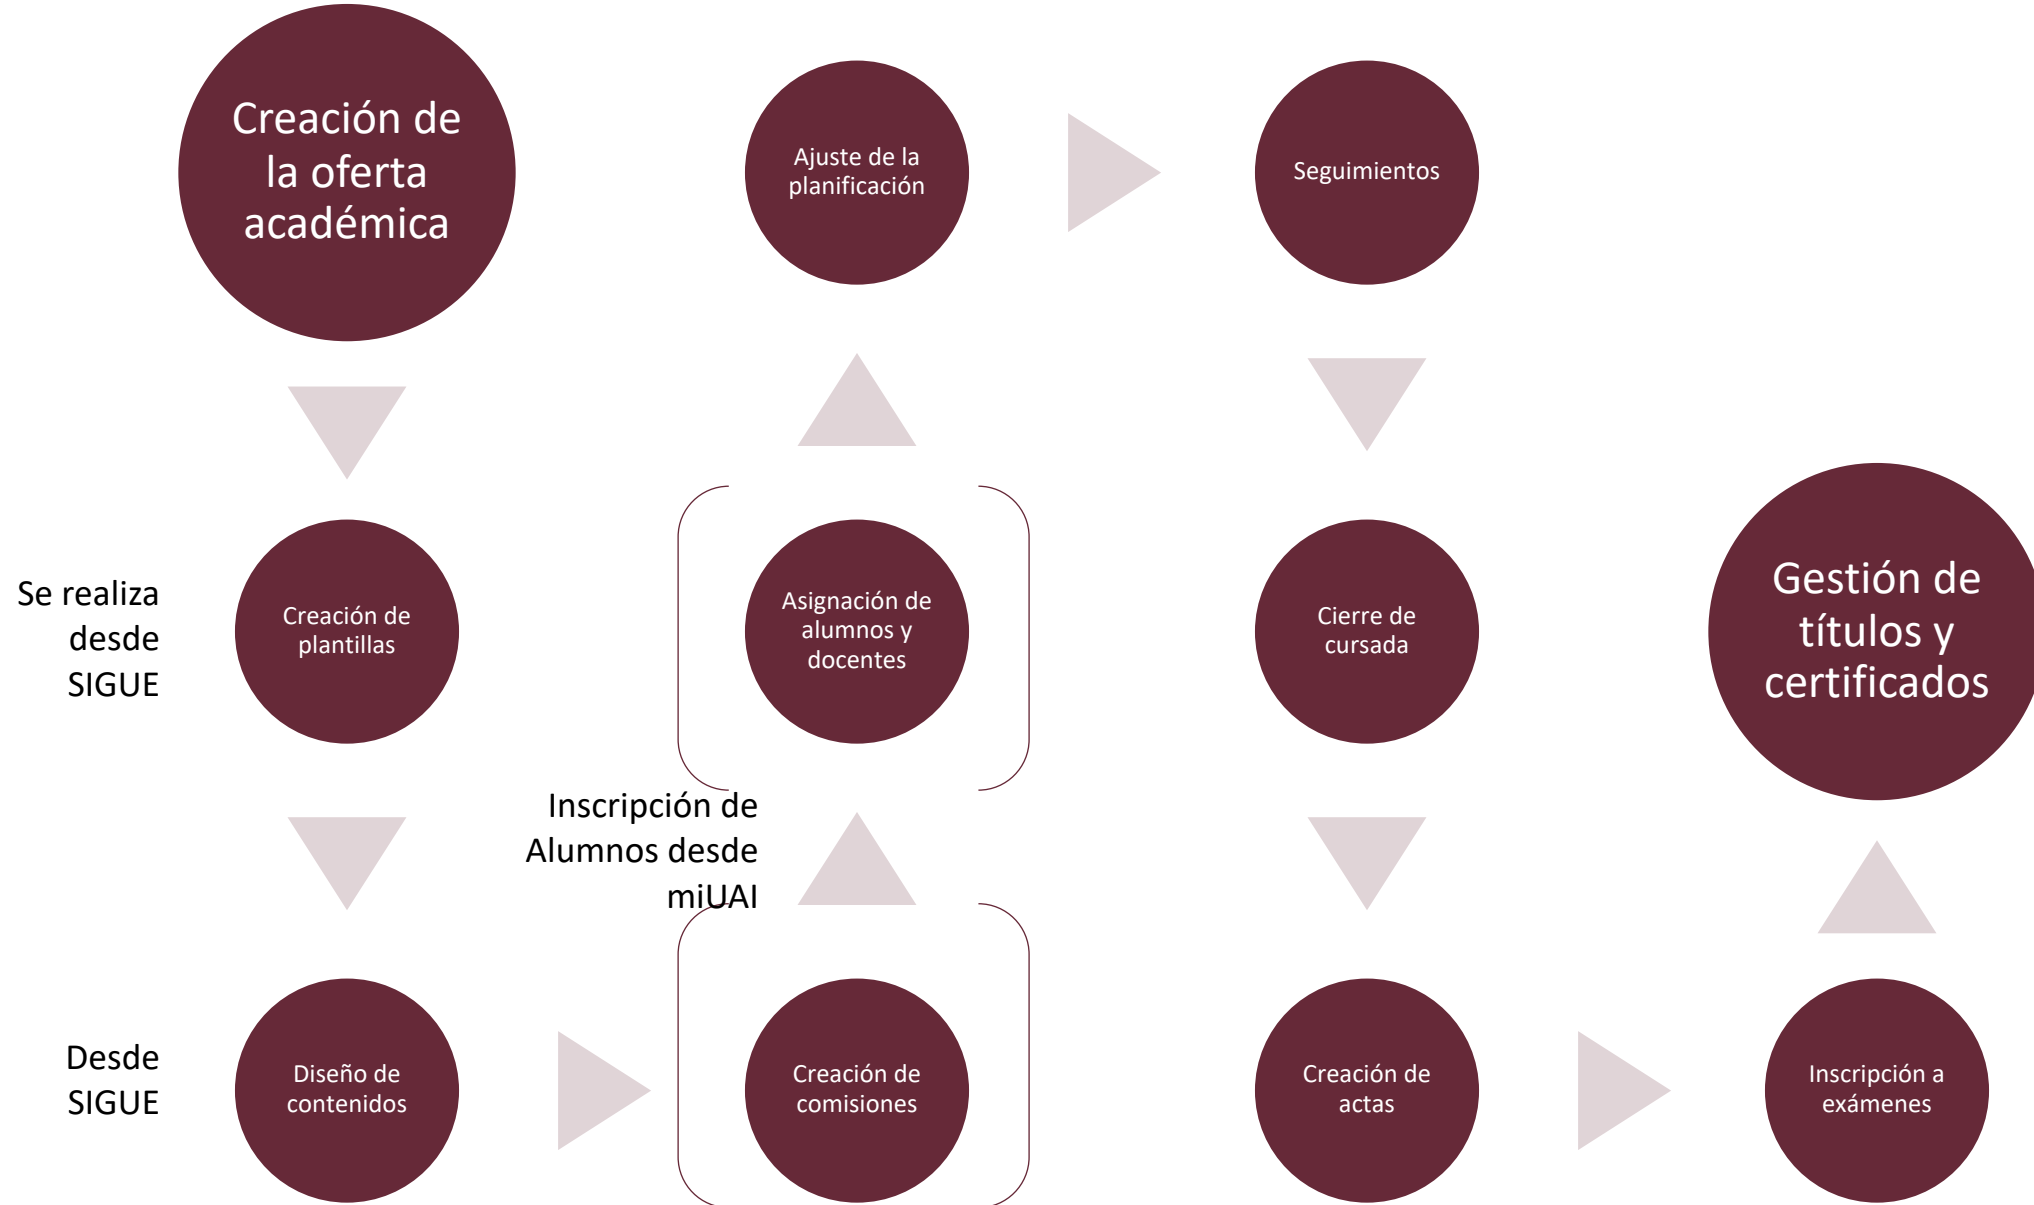 Creación de
la oferta
académica
Se realiza
desde
SIGUE
Creación de
plantillas
Desde
SIGUE
Diseño de
contenidos
Creación de
comisiones
Inscripción de
Alumnos desde
miUAI
Asignación de
alumnos y
docentes
Ajuste de la
planificación
Seguimientos
Cierre de
cursada
Creación de
actas
Inscripción a
exámenes
Gestión de
títulos y
certificados